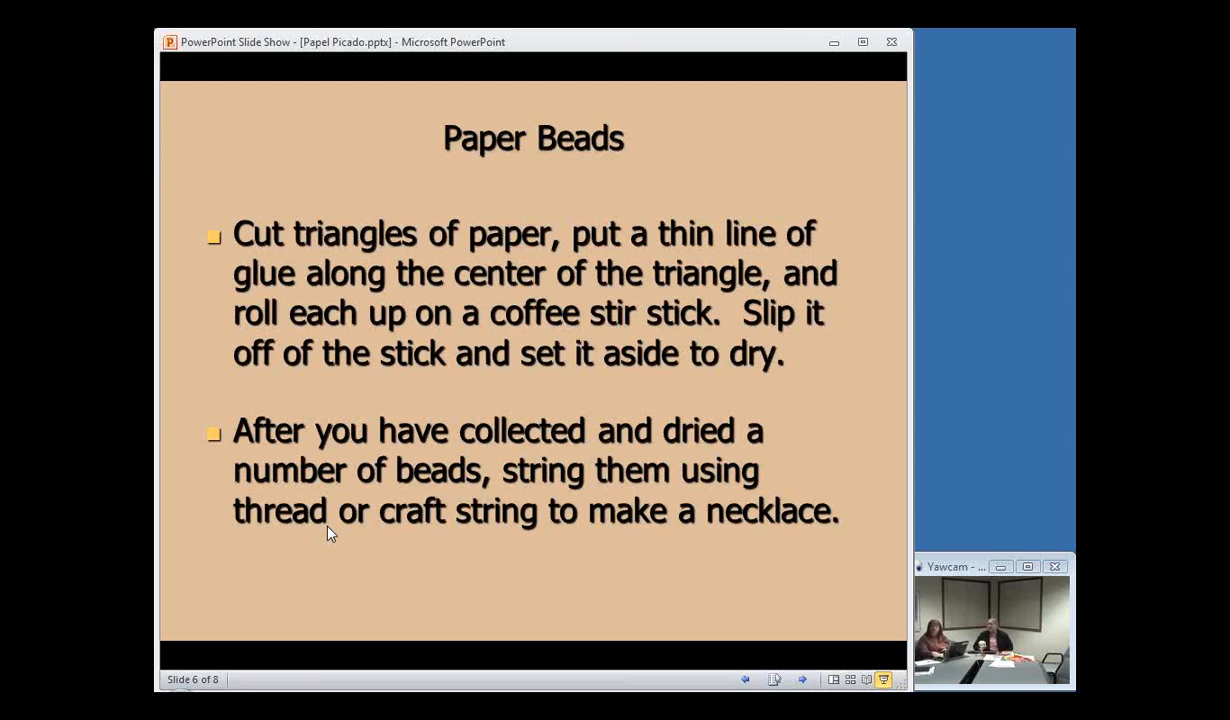 PowerPoint Slide Show - [Papel Picado.pptx] - Microsoft PowerPoint
Paper Beads
Cut triangles of paper, put a thin line of
glue along the center of the triangle, and
roll each up on a coffee stir stick.  Slip it
off of the stick and set it aside to dry.
After you have collected and dried a
number of beads, string them using
thread or craft string to make a necklace.
Yawcam - ...
Slide 6 of 8